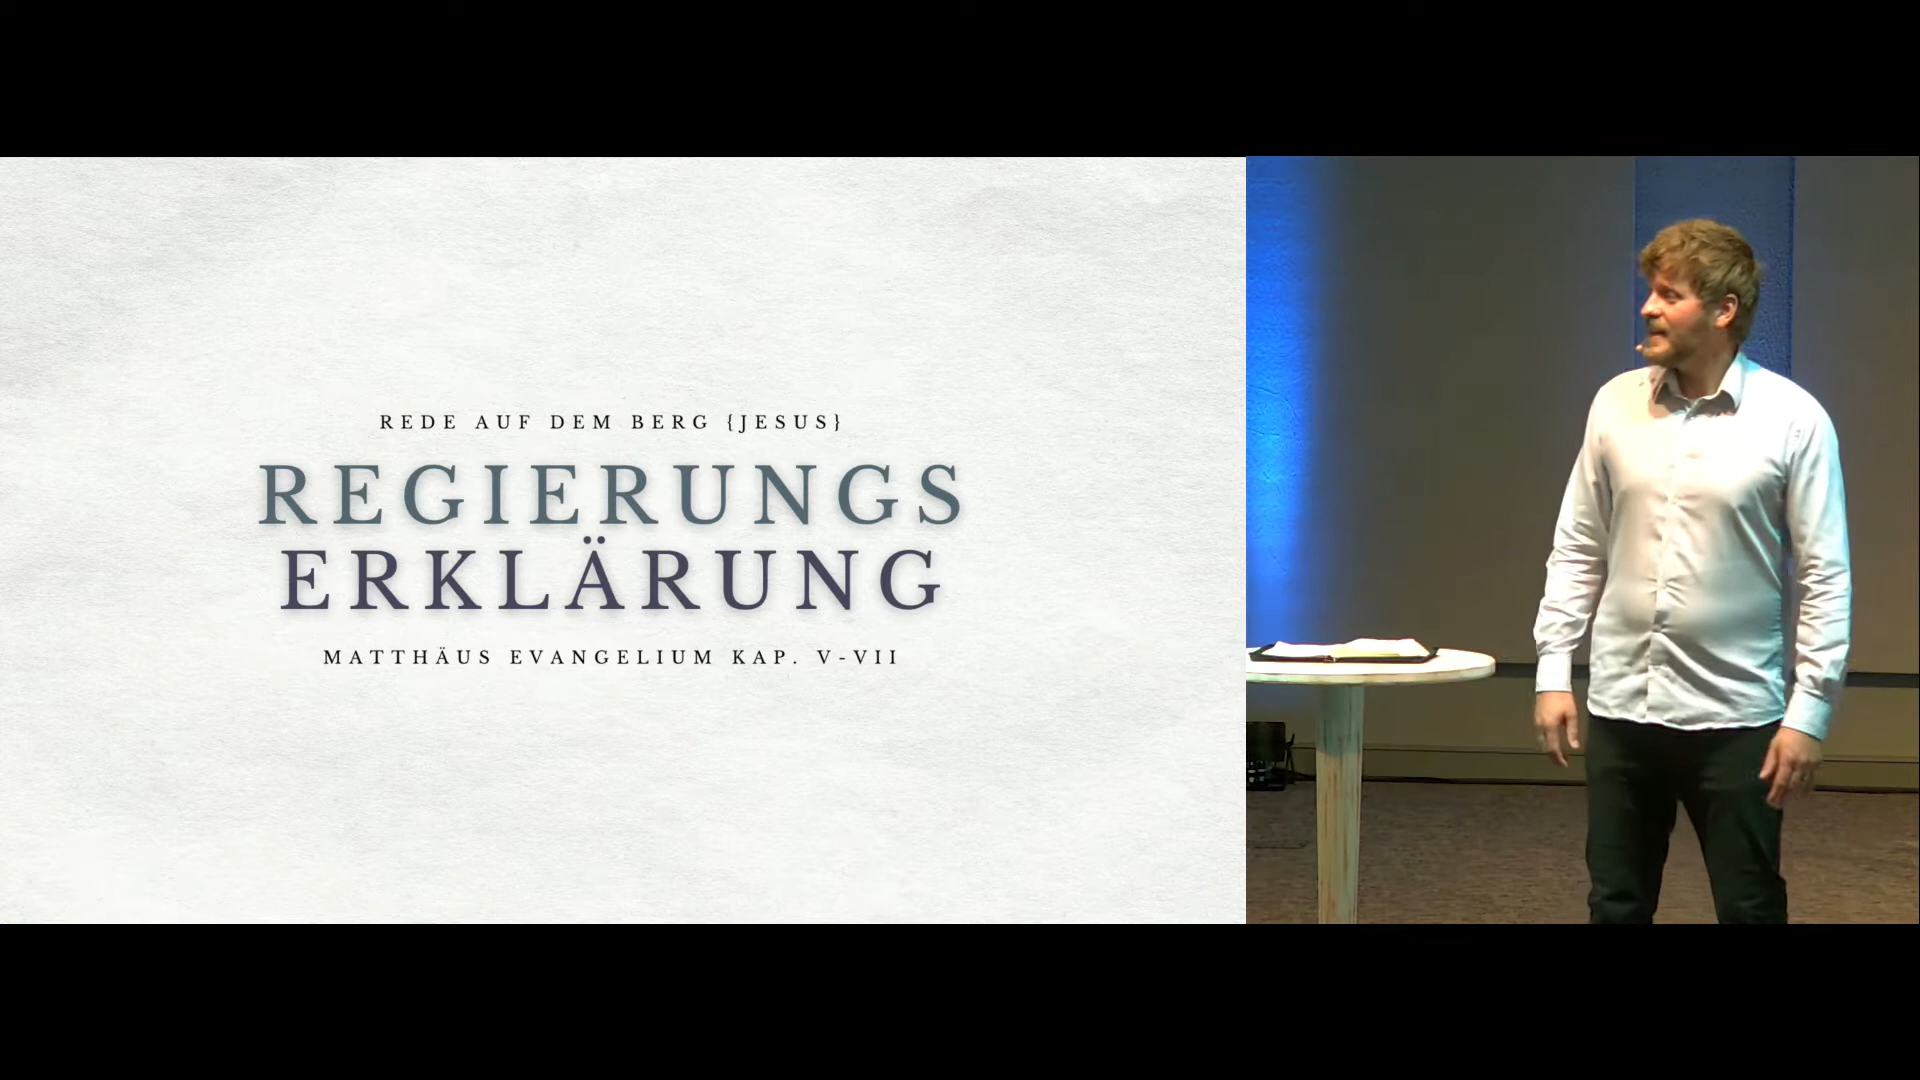 REDE AUF DEM BERG {JESUS}
REGIERUNGS
ERKLÄRUNG
MATTHÄUS EVANGELIUM KAP. V-VII